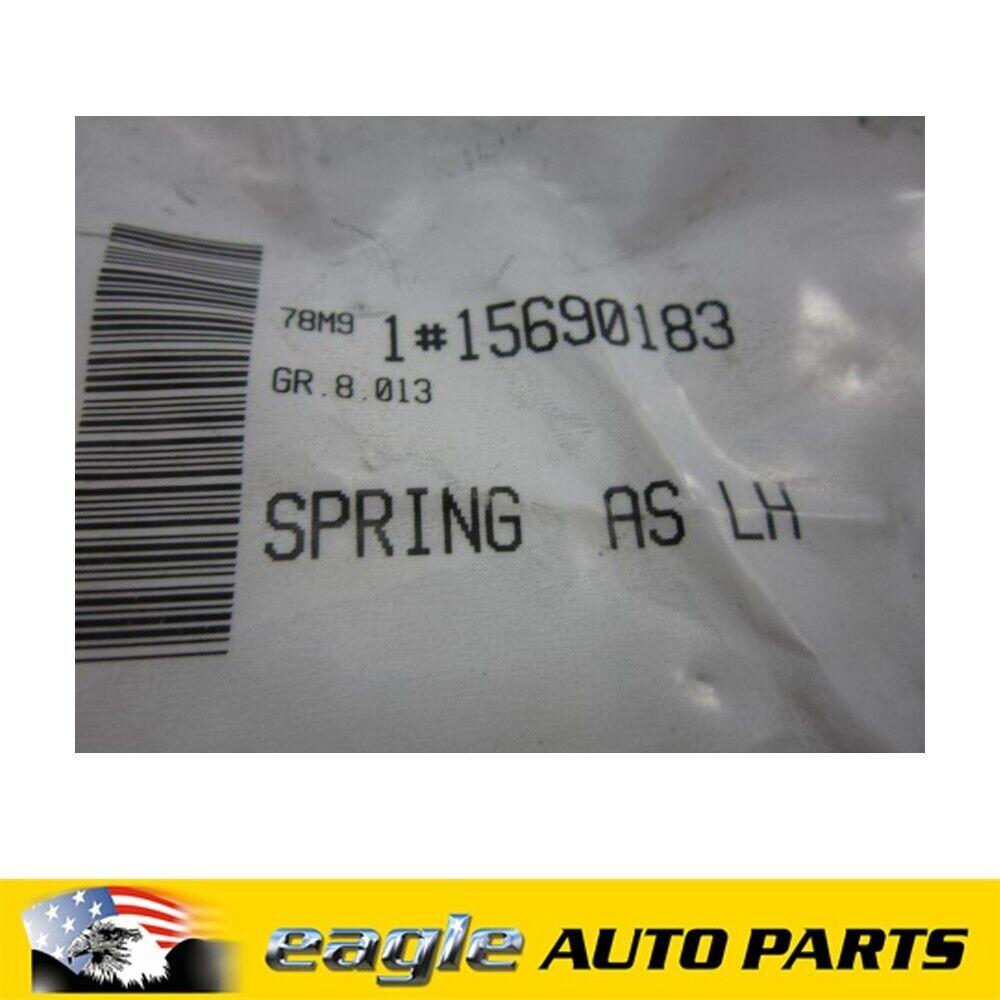 78M9 1#15690183
GR.8.013
SPRING AS LH
eagle AUTO PARTS